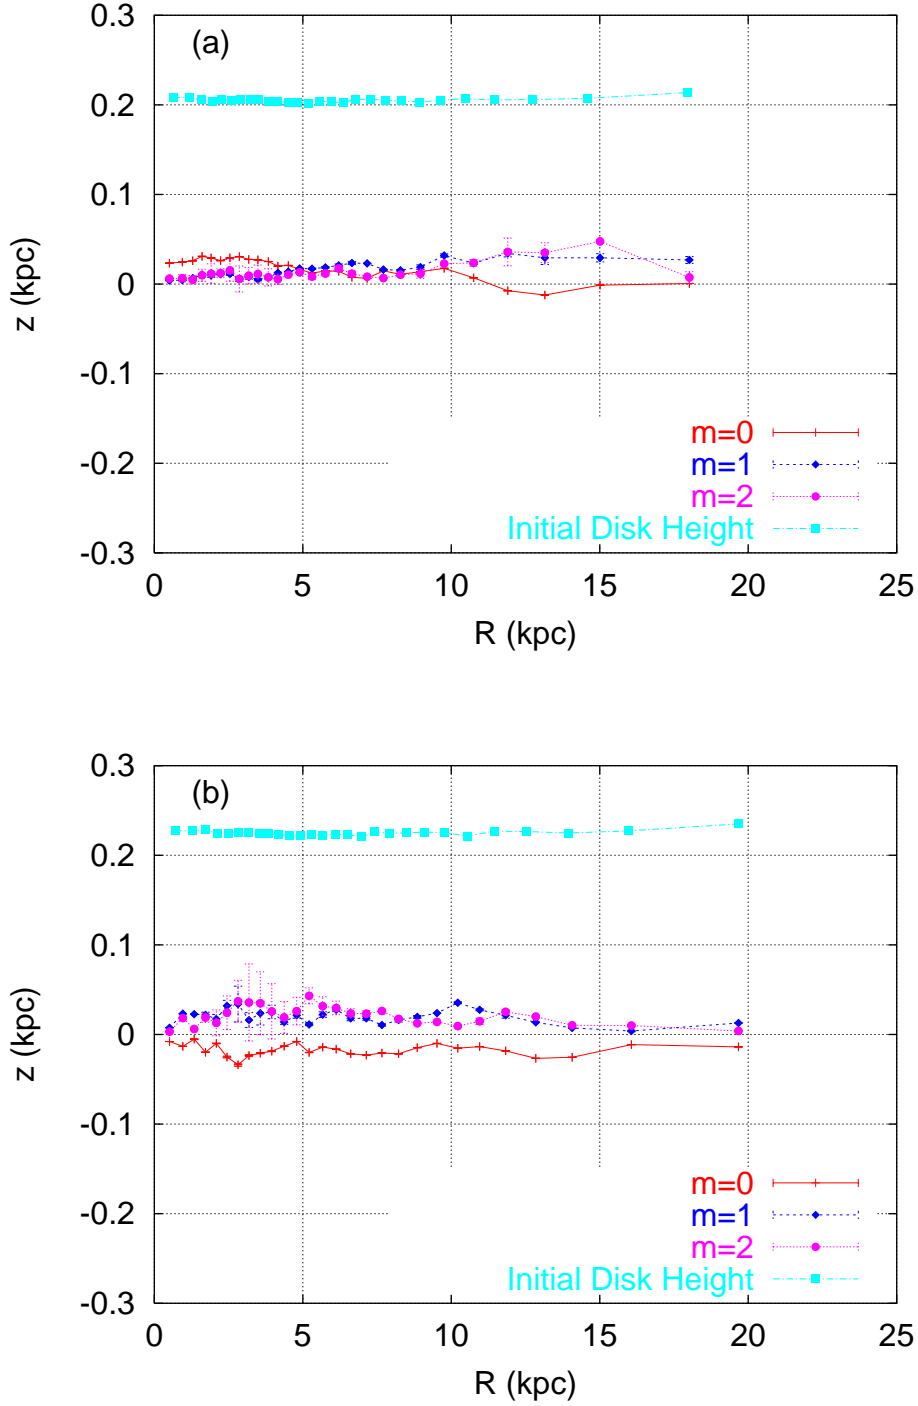 (a)
0.3
0.2
0.1
0
-0.1
-0.2
-0.3
z (kpc)
m=0
m=1
m=2
Initial Disk Height
0 5 10 15 20 25
R (kpc)
(b)
0.3
0.2
0.1
0
-0.1
-0.2
-0.3
z (kpc)
m=0
m=1
m=2
Initial Disk Height
0 5 10 15 20 25
R (kpc)